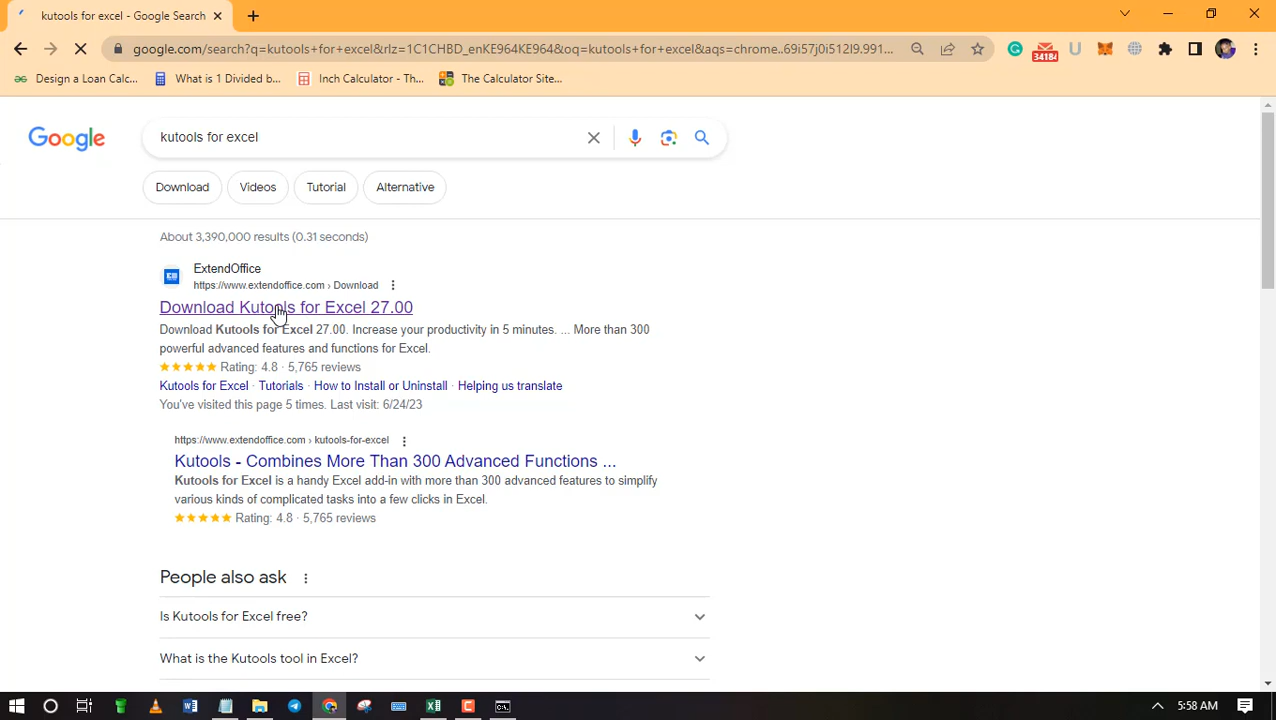 kutools for excel - Google Search
google.com/search?q=kutools+for+excel&rlz=1C1CHBD_enKE964KE964&oq=kutools+for+excel&aqs=chrome..69i57j0i512l9.991...
34184
Design a Loan Calc...
What is 1 Divided b...
Inch Calculator - Th...
The Calculator Site...
Google
kutools for excel
Download
Videos
Tutorial
Alternative
About 3,390,000 results (0.31 seconds)
ExtendOffice
https://www.extendoffice.com › Download
Download Kutools for Excel 27.00
Download Kutools for Excel 27.00. Increase your productivity in 5 minutes. ... More than 300
powerful advanced features and functions for Excel.
Rating: 4.8 · 5,765 reviews
Kutools for Excel · Tutorials · How to Install or Uninstall · Helping us translate
You've visited this page 5 times. Last visit: 6/24/23
https://www.extendoffice.com › kutools-for-excel
Kutools - Combines More Than 300 Advanced Functions ...
Kutools for Excel is a handy Excel add-in with more than 300 advanced features to simplify
various kinds of complicated tasks into a few clicks in Excel.
Rating: 4.8 · 5,765 reviews
People also ask
Is Kutools for Excel free?
What is the Kutools tool in Excel?
5:58 AM